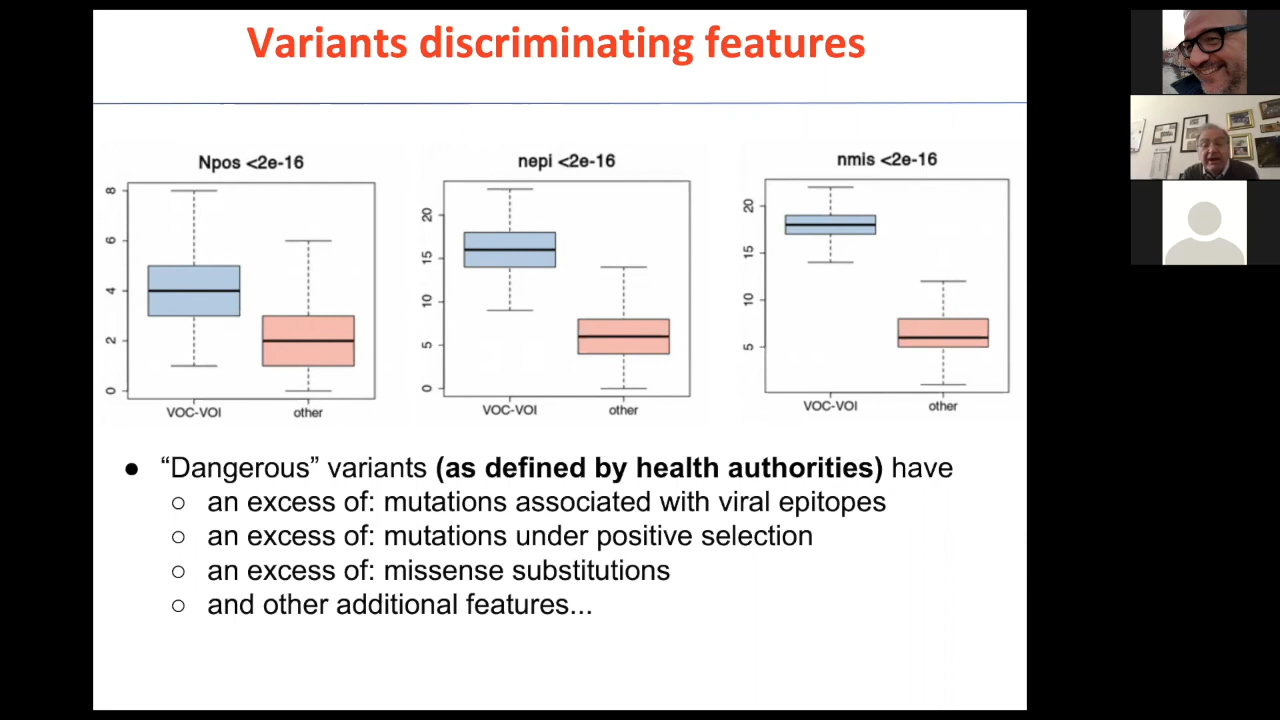 Variants discriminating features
Npos <2e-16
8
6
4
2
0
VOC-VOI other
nepi <2e-16
20
15
10
5
0
VOC-VOI other
nmis <2e-16
20
15
10
5
VOC-VOI other
● “Dangerous” variants (as defined by health authorities) have
○ an excess of: mutations associated with viral epitopes
○ an excess of: mutations under positive selection
○ an excess of: missense substitutions
○ and other additional features...